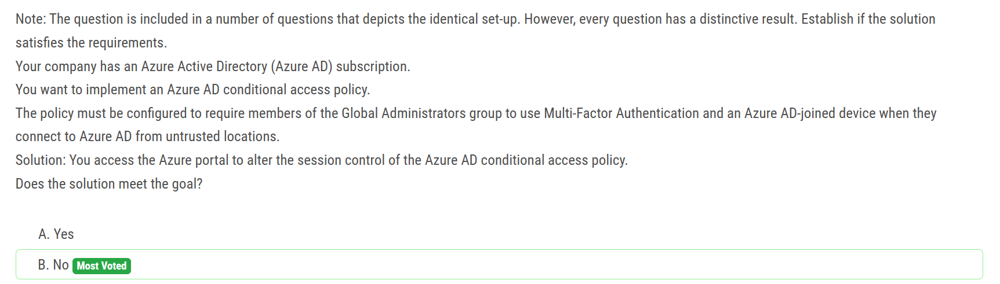 Note: The question is included in a number of questions that depicts the identical set-up. However, every question has a distinctive result. Establish if the solution
satisfies the requirements.
Your company has an Azure Active Directory (Azure AD) subscription.
You want to implement an Azure AD conditional access policy.
The policy must be configured to require members of the Global Administrators group to use Multi-Factor Authentication and an Azure AD-joined device when they
connect to Azure AD from untrusted locations.
Solution: You access the Azure portal to alter the session control of the Azure AD conditional access policy.
Does the solution meet the goal?
A. Yes
B. No Most Voted